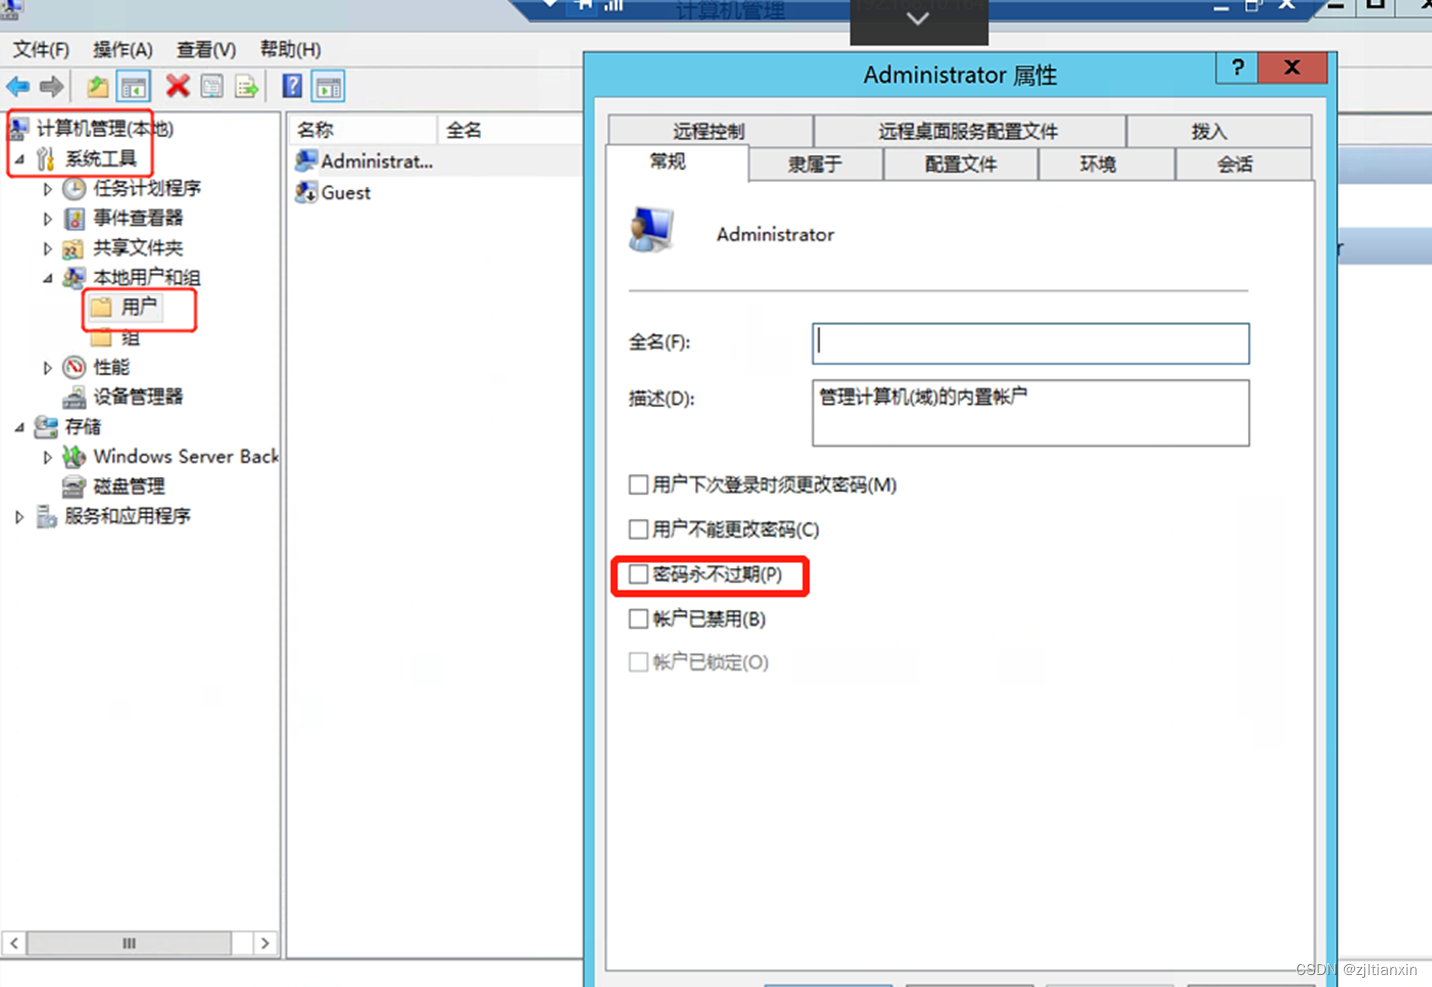 计算机管理
文件(F) 操作(A) 查看(V) 帮助(H)
计算机管理(本地)
系统工具
任务计划程序
事件查看器
共享文件夹
本地用户和组
用户
组
性能
设备管理器
存储
Windows Server Back
磁盘管理
服务和应用程序
名称 全名
Administrat...
Guest
Administrator 属性
? X
远程控制 远程桌面服务配置文件 拨入
常规 隶属于 配置文件 环境 会话
Administrator
全名(F):
描述(D): 管理计算机(域)的内置帐户
用户下次登录时须更改密码(M)
用户不能更改密码(C)
密码永不过期(P)
帐户已禁用(B)
帐户已锁定(O)
r
CSDN @zjltianxin